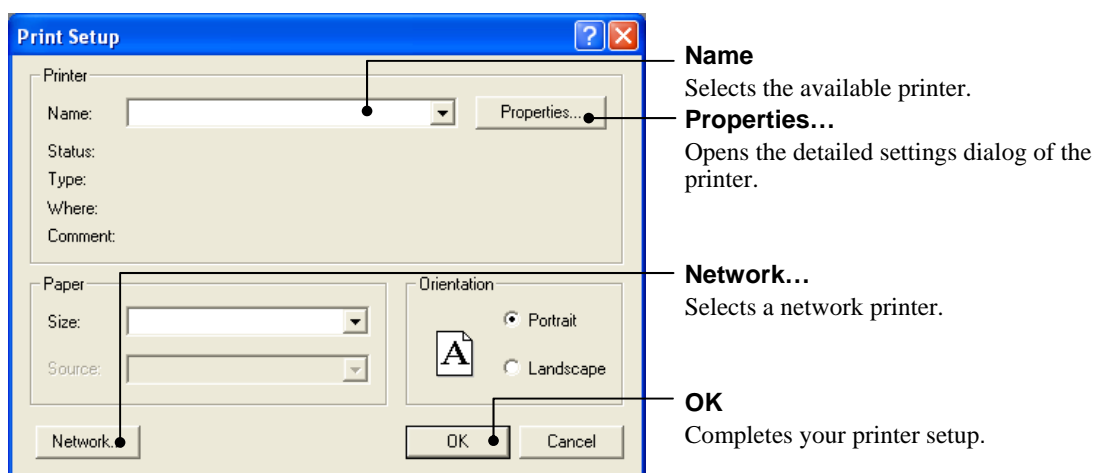 Print Setup
Printer
Name:
Properties...
Status:
Type:
Where:
Comment:
Paper
Size:
Source:
Orientation
A
Portrait
Landscape
Network...
OK
Cancel
Name
Selects the available printer.
Properties…
Opens the detailed settings dialog of the
printer.
Network…
Selects a network printer.
OK
Completes your printer setup.